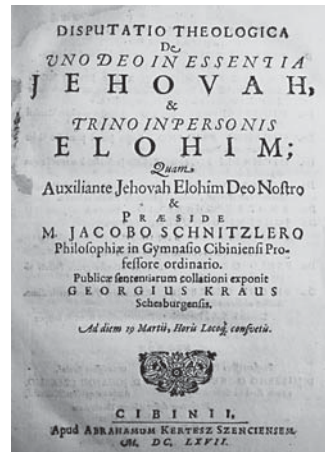 DISPUTATIO THEOLOGICA
De
UNO DEO IN ESSENTIA
JEHOVAH,
&
TRINO IN PERSONIS
ELOHIM;
Quam
Auxiliante Jehovah Elohim Deo Nostro
&
PRÆSIDE
M. JACOBO SCHNITZLERO
Philosophiæ in Gymnasio Cibiniensi Pro-
fessore ordinario.
Publicæ sententiarum collationi exponit
GEORGIUS KRAUS
Schesburgensis.
Ad diem 19 Martii, Horis Locoq; consvetis.
CIBINII,
Apud ABRAHAMUM KERTESZ SZENCIENSEM
M. DC. LXVII.